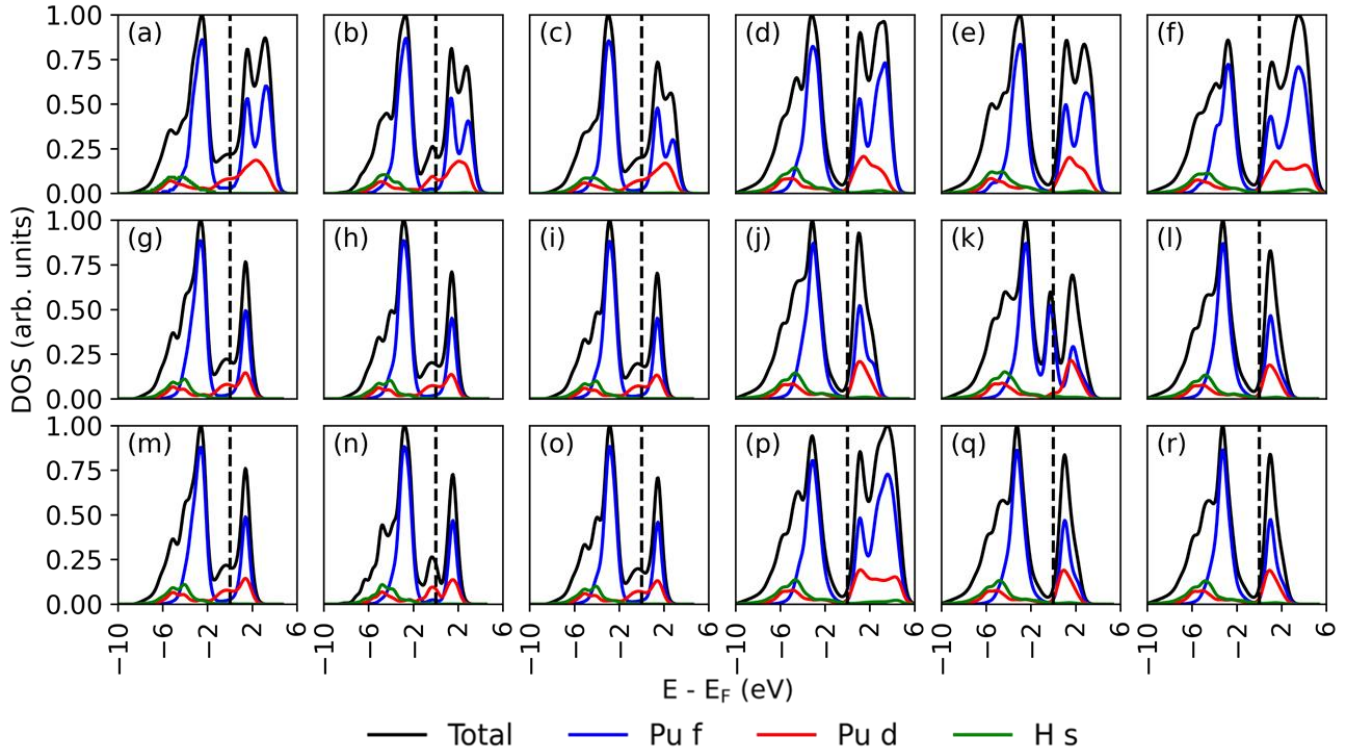 (a) (b) (c) (d) (e) (f)
1.00
0.75
0.50
0.25
0.00
(g) (h) (i) (j) (k) (l)
1.00
0.75
0.50
0.25
0.00
(m) (n) (o) (p) (q) (r)
1.00
0.75
0.50
0.25
0.00
DOS (arb. units)
−10 −6 −2 2 6 −6 −2 2 6 −6 −2 2 6 −10 −6 −2 2 6 −10 −6 −2 2 6 −10 −6 −2 2 6
E - EF (eV)
Total Pu f Pu d H s